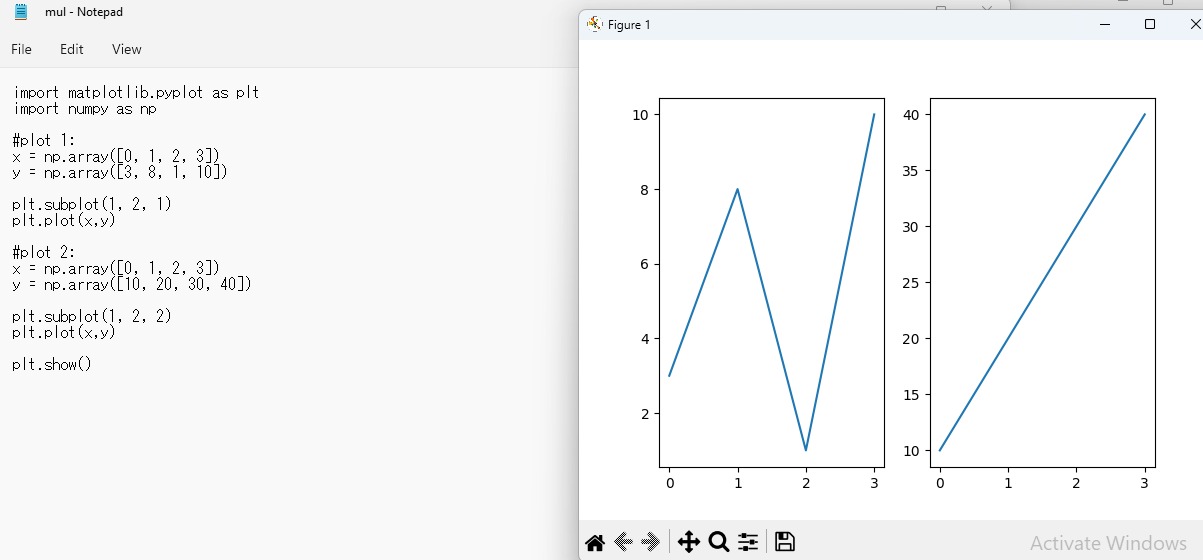 mul - Notepad
File Edit View
import matplotlib.pyplot as plt
import numpy as np
#plot 1:
x = np.array([0, 1, 2, 3])
y = np.array([3, 8, 1, 10])
plt.subplot(1, 2, 1)
plt.plot(x,y)
#plot 2:
x = np.array([0, 1, 2, 3])
y = np.array([10, 20, 30, 40])
plt.subplot(1, 2, 2)
plt.plot(x,y)
plt.show()
Figure 1
10
8
6
4
2
0 1 2 3
40
35
30
25
20
15
10
0 1 2 3
Activate Windows